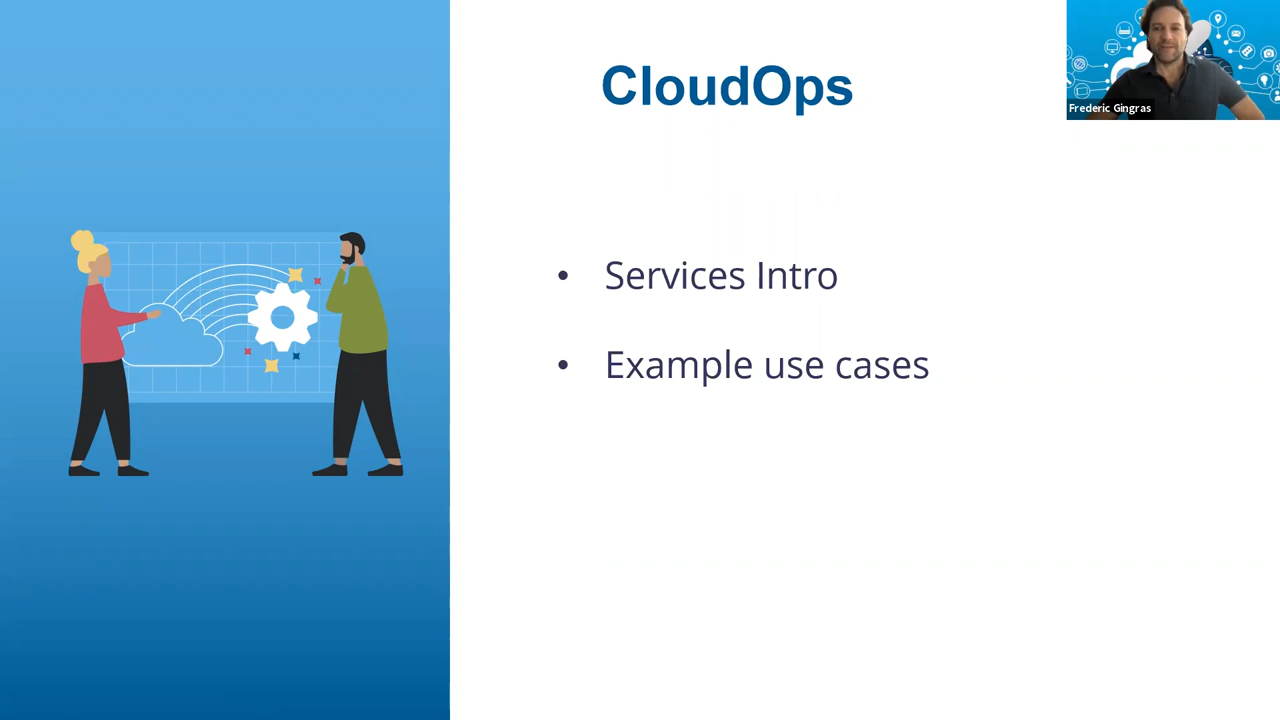 CloudOps
Frederic Gingras
• Services Intro
• Example use cases